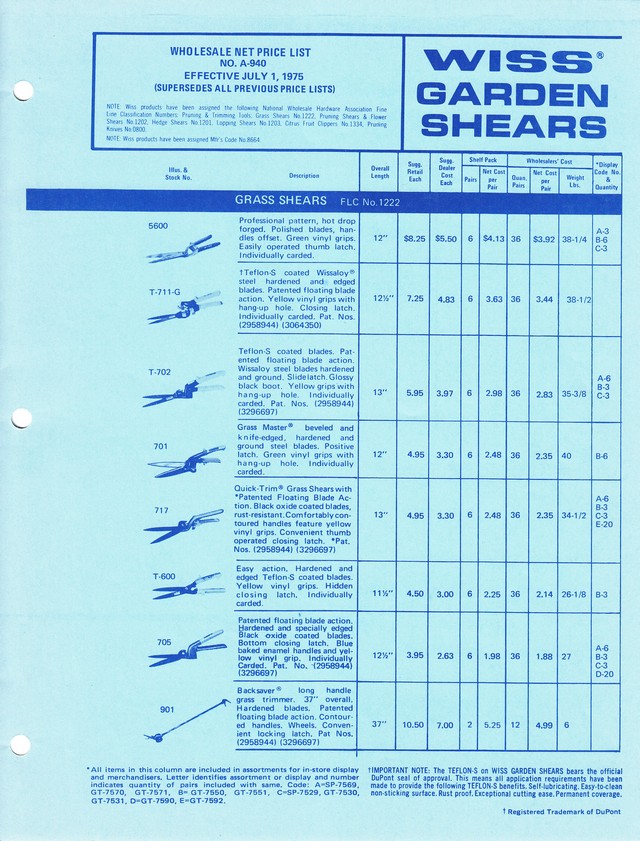 WHOLESALE NET PRICE LIST
NO. A-940
EFFECTIVE JULY 1, 1975
(SUPERSEDES ALL PREVIOUS PRICE LISTS)
NOTE: Wiss products have been assigned the following National Wholesale Hardware Association Fine
Line Classification Numbers: Pruning & Trimming Tools; Grass Shears No.1222, Pruning Shears & Flower
Shears No.1202, Hedge Shears No.1201, Lopping Shears No.1203, Citrus Fruit Clippers No.1334, Pruning
Knives No.0800.
NOTE: Wiss products have been assigned Mfr's Code No.8664.
WISS®
GARDEN
SHEARS
Illus. &
Stock No.
Description
Overall
Length
Sugg.
Retail
Each
Sugg.
Dealer
Cost
Each
Shelf Pack
Pairs
Net Cost
per
Pair
Wholesalers' Cost
Quan.
Pairs
Net Cost
per
Pair
Weight
Lbs.
*Display
Code No.
&
Quantity
GRASS SHEARS FLC No.1222
5600
Professional pattern, hot drop
forged. Polished blades, han-
dles offset. Green vinyl grips.
Easily operated thumb latch.
Individually carded.
12" $8.25 $5.50 6 $4.13 36 $3.92 38-1/4
A-3
B-6
C-3
T-711-G
†Teflon-S coated Wissaloy®
steel hardened and edged
blades. Patented floating blade
action. Yellow vinyl grips with
hang-up hole. Closing latch.
Individually carded. Pat. Nos.
(2958944) (3064350)
12½" 7.25 4.83 6 3.63 36 3.44 38-1/2
T-702
Teflon-S coated blades. Pat-
ented floating blade action.
Wissaloy steel blades hardened
and ground. Slide latch. Glossy
black boot. Yellow grips with
hang-up hole. Individually
carded. Pat. Nos. (2958944)
(3296697)
13" 5.95 3.97 6 2.98 36 2.83 35-3/8
A-6
B-3
C-3
701
Grass Master® beveled and
knife-edged, hardened and
ground steel blades. Positive
latch. Green vinyl grips with
hang-up hole. Individually
carded.
12" 4.95 3.30 6 2.48 36 2.35 40 B-6
717
Quick-Trim® Grass Shears with
*Patented Floating Blade Ac-
tion. Black oxide coated blades,
rust-resistant. Comfortably con-
toured handles feature yellow
vinyl grips. Convenient thumb
operated closing latch. *Pat.
Nos. (2958944) (3296697)
13" 4.95 3.30 6 2.48 36 2.35 34-1/2
A-6
B-3
C-3
E-20
T-600
Easy action. Hardened and
edged Teflon-S coated blades.
Yellow vinyl grips. Hidden
closing latch. Individually
carded.
11½" 4.50 3.00 6 2.25 36 2.14 26-1/8 B-3
705
Patented floating blade action.
Hardened and specially edged
Black oxide coated blades.
Bottom closing latch. Blue
baked enamel handles and yel-
low vinyl grip. Individually
Carded. Pat. No. (2958944)
(3296697)
12½" 3.95 2.63 6 1.98 36 1.88 27
A-6
B-3
C-3
D-20
901
Backsaver® long handle
grass trimmer. 37" overall.
Hardened blades. Patented
floating blade action. Contour-
ed handles. Wheels. Conven-
ient locking latch. Pat Nos.
(2958944) (3296697)
37" 10.50 7.00 2 5.25 12 4.99 6
*All items in this column are included in assortments for in-store display
and merchandisers. Letter identifies assortment or display and number
indicates quantity of pairs included with same. Code: A=SP-7569,
GT-7570, GT-7571, B= GT-7550, GT-7551, C=SP-7529, GT-7530,
GT-7531, D=GT-7590, E=GT-7592.
†IMPORTANT NOTE: The TEFLON-S on WISS GARDEN SHEARS bears the official
DuPont seal of approval. This means all application requirements have been
made to provide the following TEFLON-S benefits. Self-lubricating. Easy-to-clean
non-sticking surface. Rust proof. Exceptional cutting ease. Permanent coverage.
† Registered Trademark of DuPont